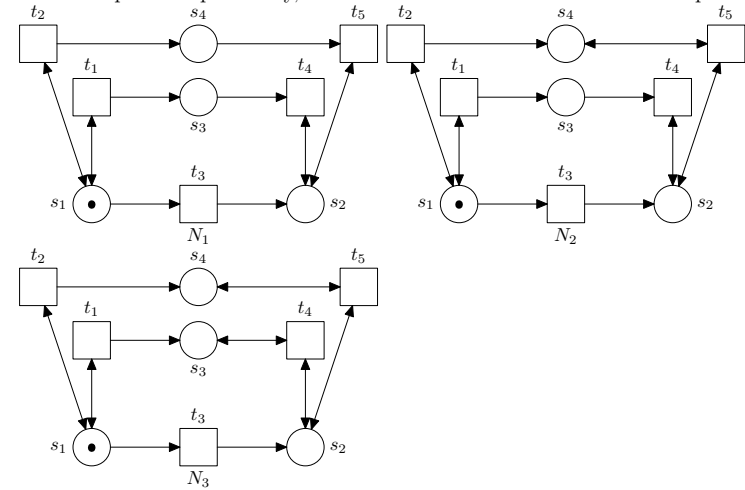 t2 s4 t5 t2 s4 t5
t1 t4 t1 t4
s3 s3
t3 t3
s1 s2 s1 s2
N1 N2
t2 s4 t5
t1 t4
s3
t3
s1 s2
N3